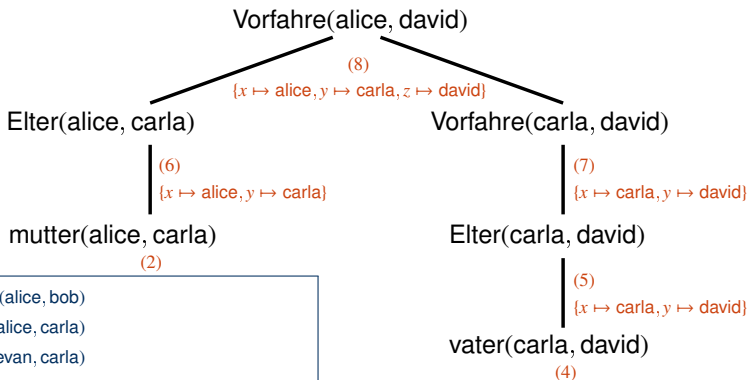 Vorfahre(alice, david)
(8)
{x ↦ alice, y ↦ carla, z ↦ david}
Elter(alice, carla)
Vorfahre(carla, david)
(6)
{x ↦ alice, y ↦ carla}
(7)
{x ↦ carla, y ↦ david}
mutter(alice, carla)
(2)
Elter(carla, david)
(5)
{x ↦ carla, y ↦ david}
vater(carla, david)
(4)
(alice, bob)
alice, carla)
evan, carla)